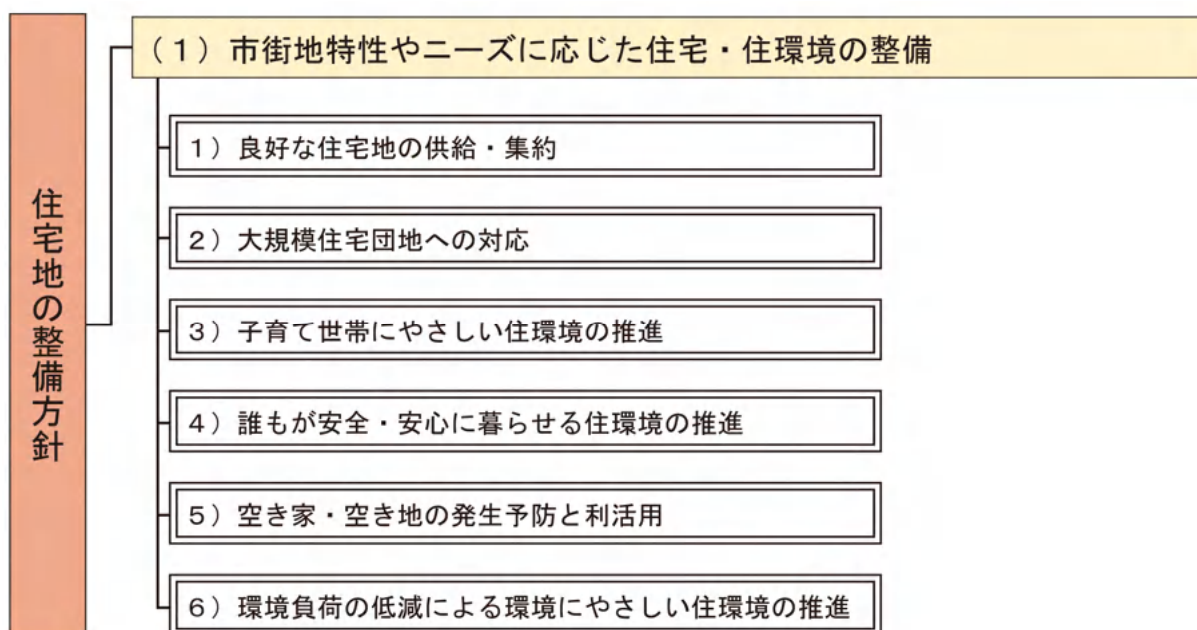 住宅地の整備方針
（１）市街地特性やニーズに応じた住宅・住環境の整備
１）良好な住宅地の供給・集約
２）大規模住宅団地への対応
３）子育て世帯にやさしい住環境の推進
４）誰もが安全・安心に暮らせる住環境の推進
５）空き家・空き地の発生予防と利活用
６）環境負荷の低減による環境にやさしい住環境の推進